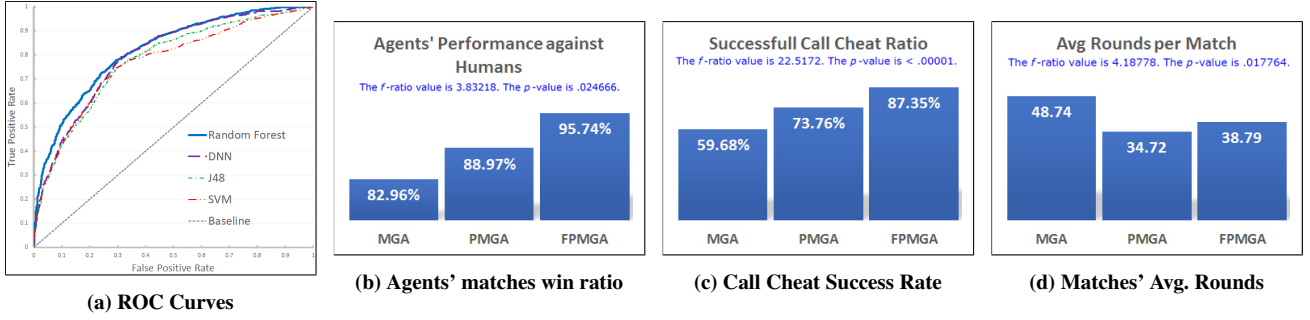 True Positive Rate
1
0.9
0.8
0.7
0.6
0.5
0.4
0.3
0.2
0.1
0
Random Forest
DNN
J48
SVM
Baseline
0 0.1 0.2 0.3 0.4 0.5 0.6 0.7 0.8 0.9 1
False Positive Rate
(a) ROC Curves
Agents' Performance against
Humans
The f-ratio value is 3.83218. The p-value is .024666.
82.96% 88.97% 95.74%
MGA PMGA FPMGA
(b) Agents’ matches win ratio
Successfull Call Cheat Ratio
The f-ratio value is 22.5172. The p-value is < .00001.
59.68% 73.76% 87.35%
MGA PMGA FPMGA
(c) Call Cheat Success Rate
Avg Rounds per Match
The f-ratio value is 4.18778. The p-value is .017764.
48.74 34.72 38.79
MGA PMGA FPMGA
(d) Matches’ Avg. Rounds